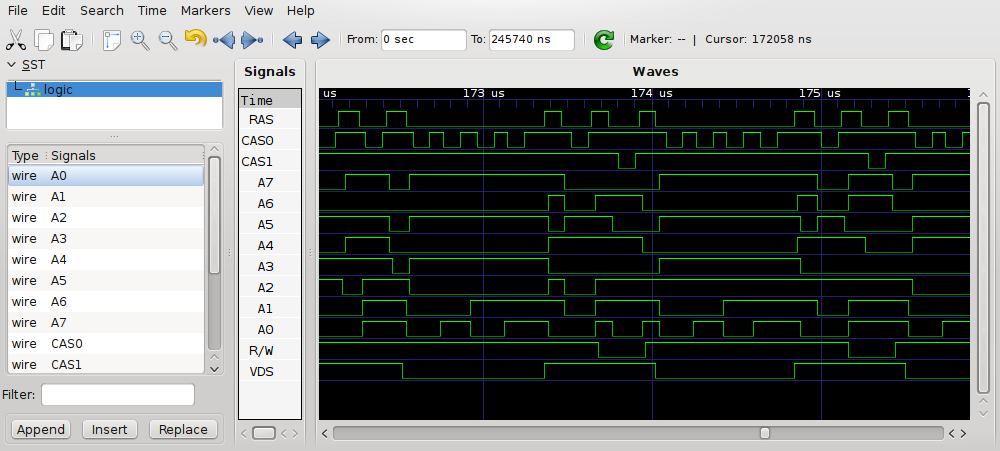 File Edit Search Time Markers View Help
From: 0 sec To: 245740 ns Marker: -- | Cursor: 172058 ns
SST
logic
Type Signals
wire A0
wire A1
wire A2
wire A3
wire A4
wire A5
wire A6
wire A7
wire CAS0
wire CAS1
Filter:
Append Insert Replace
Signals
Time
RAS
CAS0
CAS1
A7
A6
A5
A4
A3
A2
A1
A0
R/W
VDS
Waves
us 173 us 174 us 175 us